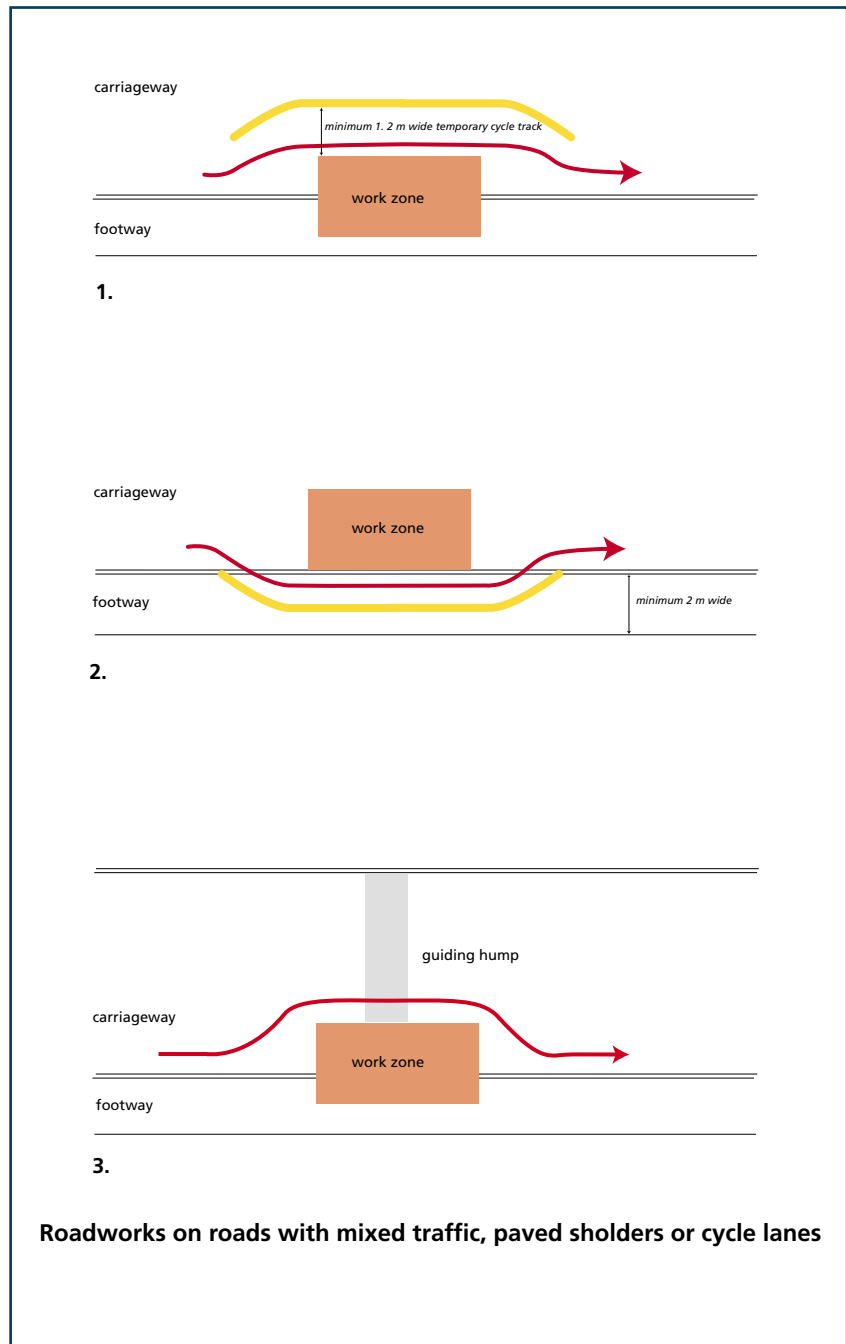 carriageway
minimum 1. 2 m wide temporary cycle track
work zone
footway
1.
carriageway
work zone
footway
minimum 2 m wide
2.
guiding hump
carriageway
work zone
footway
3.
Roadworks on roads with mixed traffic, paved sholders or cycle lanes